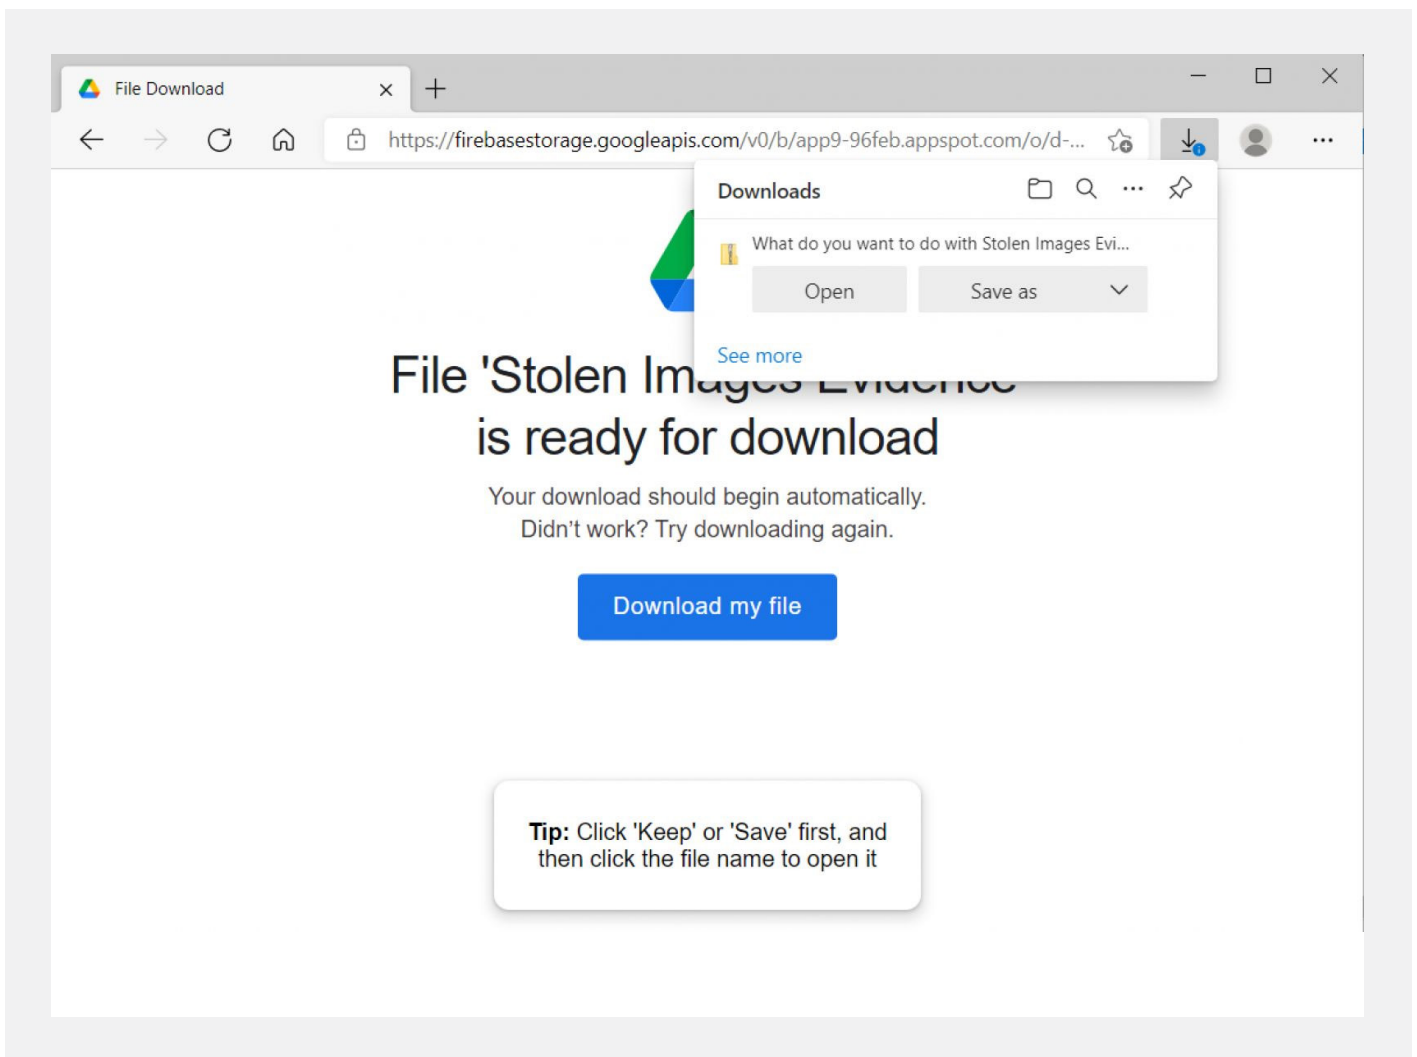 File Download
https://firebasestorage.googleapis.com/v0/b/app9-96feb.appspot.com/o/d-...
Downloads
What do you want to do with Stolen Images Evi...
Open
Save as
See more
File 'Stolen Images Evidence'
is ready for download
Your download should begin automatically.
Didn't work? Try downloading again.
Download my file
Tip: Click 'Keep' or 'Save' first, and
then click the file name to open it